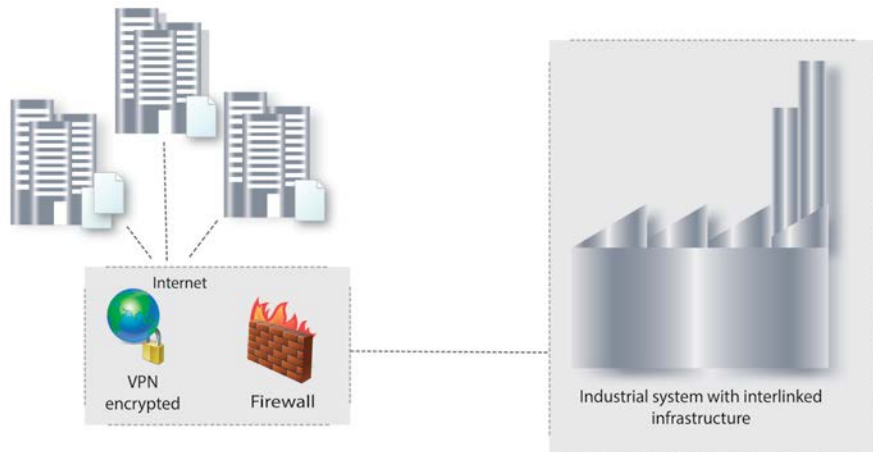 Internet
VPN
encrypted
Firewall
Industrial system with interlinked
infrastructure